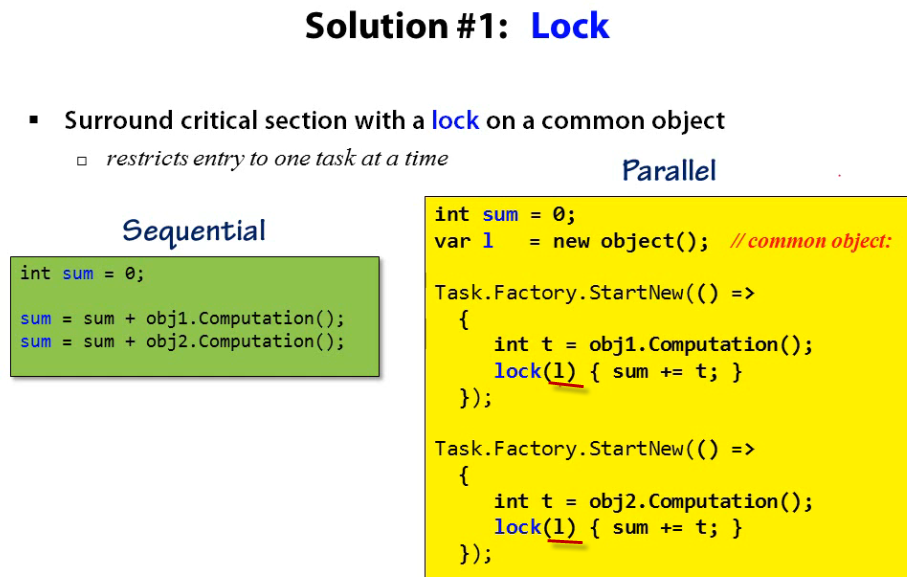 Solution #1: Lock
▪ Surround critical section with a lock on a common object
□ restricts entry to one task at a time
Sequential
int sum = 0;
sum = sum + obj1.Computation();
sum = sum + obj2.Computation();
Parallel
int sum = 0;
var l = new object(); // common object:
Task.Factory.StartNew(() =>
{
int t = obj1.Computation();
lock(l) { sum += t; }
});
Task.Factory.StartNew(() =>
{
int t = obj2.Computation();
lock(l) { sum += t; }
});